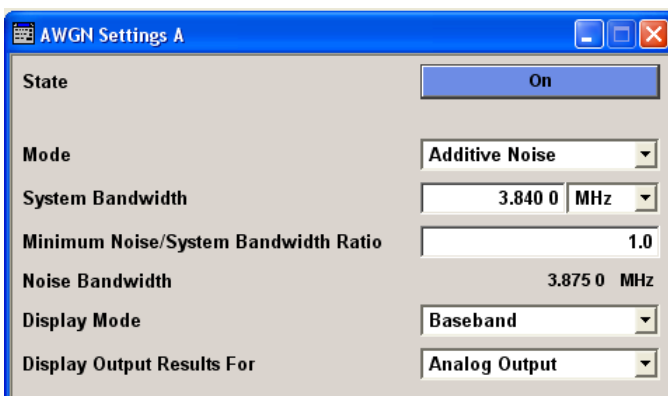 AWGN Settings A
State On
Mode Additive Noise
System Bandwidth 3.840 0 MHz
Minimum Noise/System Bandwidth Ratio 1.0
Noise Bandwidth 3.875 0 MHz
Display Mode Baseband
Display Output Results For Analog Output